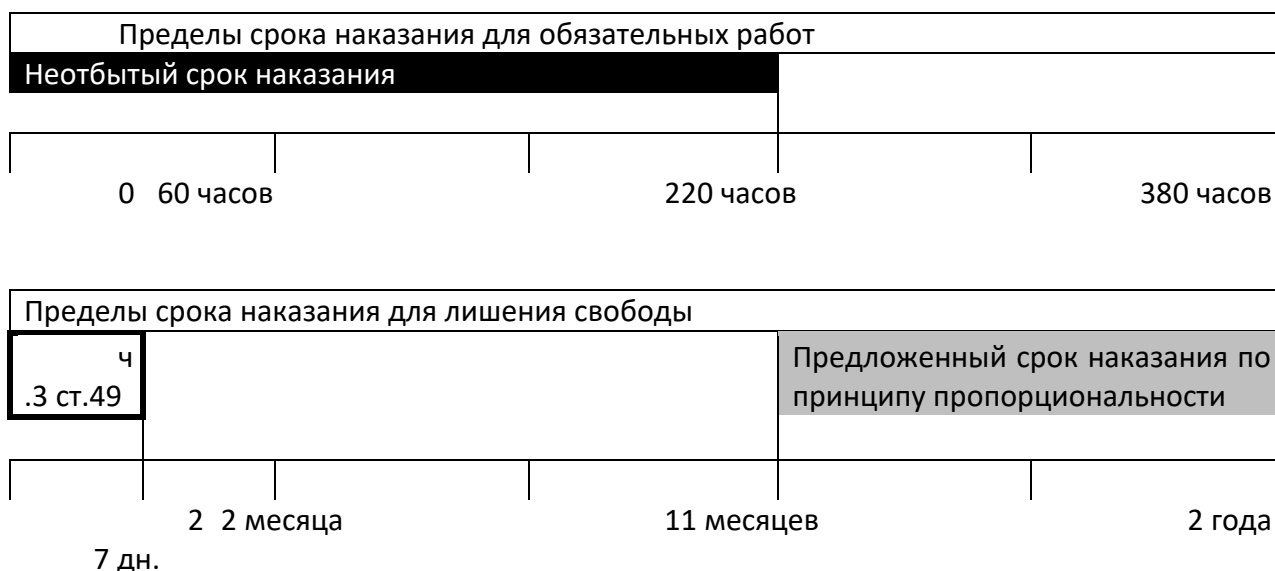 Пределы срока наказания для обязательных работ
Неотбытый срок наказания
0 60 часов 220 часов 380 часов
Пределы срока наказания для лишения свободы
ч
.3 ст.49
Предложенный срок наказания по
принципу пропорциональности
2 2 месяца 11 месяцев 2 года
7 дн.